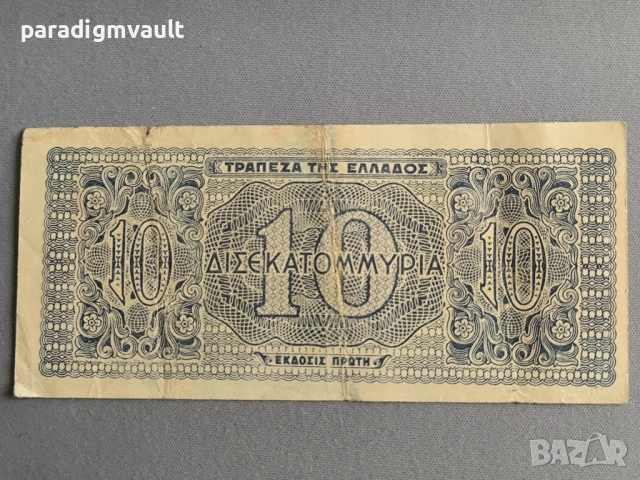 paradigmvault
ΤΡΑΠΕΖΑ ΤΗΣ ΕΛΛΑΔΟΣ
10 10 10
ΔΙΣΕΚΑΤΟΜΜΥΡΙΑ
ΕΚΔΟΣΙΣ ΠΡΩΤΗ
BAZAR